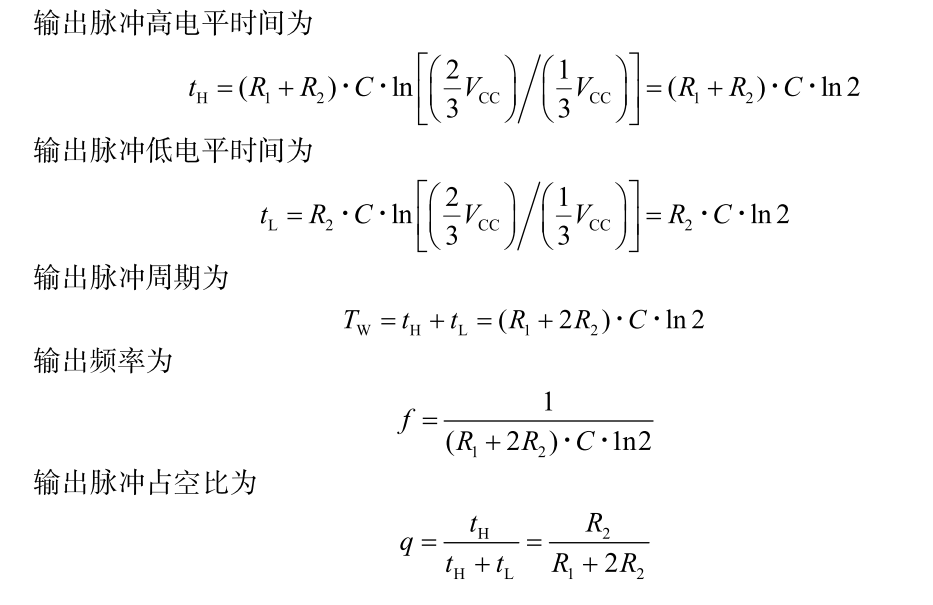 输出脉冲高电平时间为
t_H = (R_1 + R_2)·C·ln[(2/3 V_CC)/(1/3 V_CC)] = (R_1 + R_2)·C·ln 2
输出脉冲低电平时间为
t_L = R_2·C·ln[(2/3 V_CC)/(1/3 V_CC)] = R_2·C·ln 2
输出脉冲周期为
T_W = t_H + t_L = (R_1 + 2R_2)·C·ln 2
输出频率为
f = 1/((R_1 + 2R_2)·C·ln2)
输出脉冲占空比为
q = t_H/(t_H + t_L) = R_2/(R_1 + 2R_2)